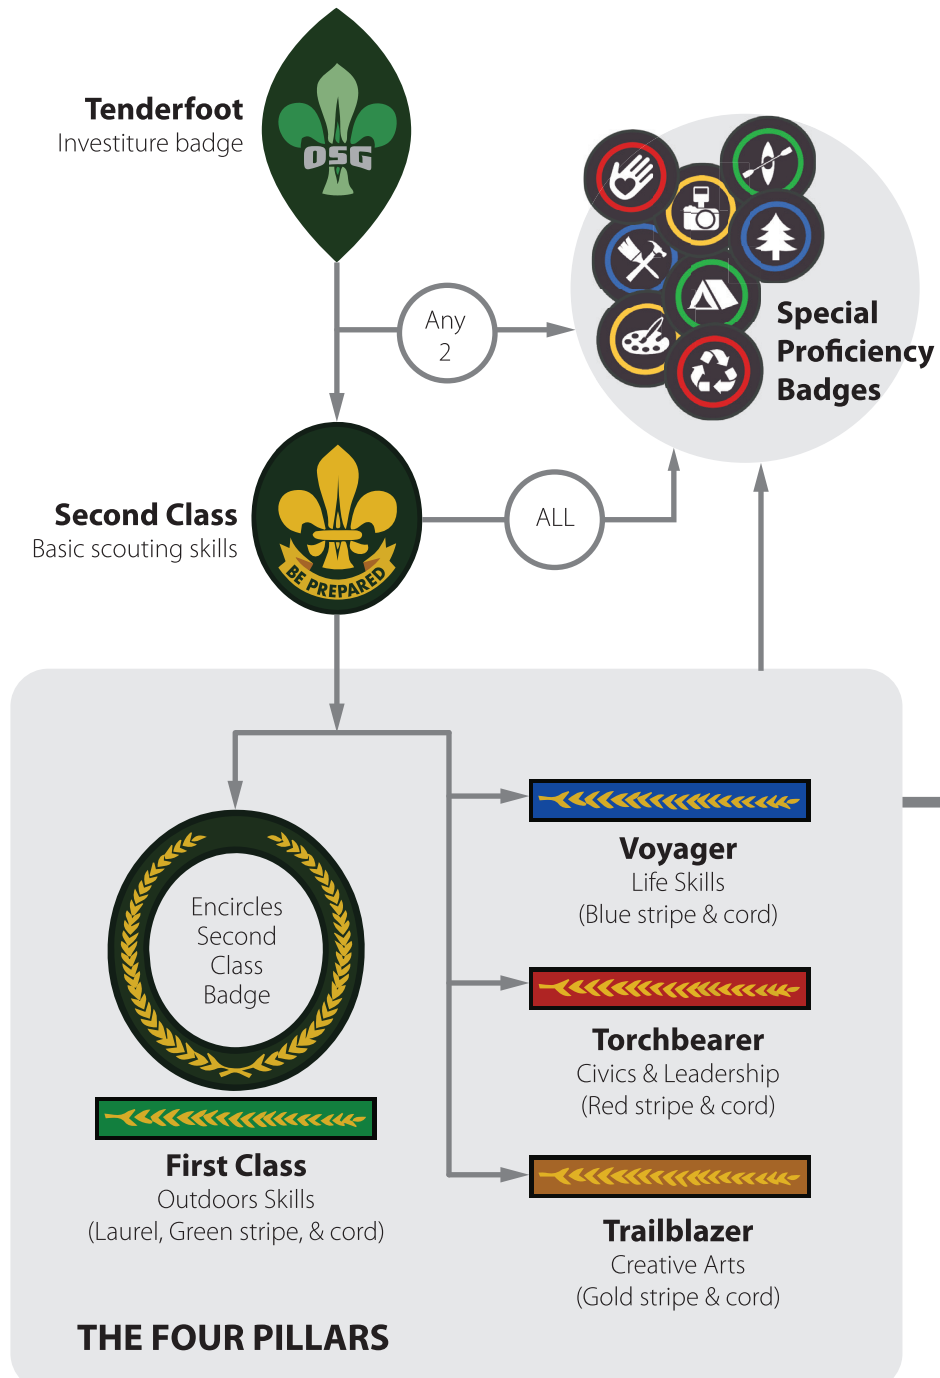 Tenderfoot
Investiture badge
OSG
Any
2
Special
Proficiency
Badges
Second Class
Basic scouting skills
BE PREPARED
ALL
Encircles
Second
Class
Badge
First Class
Outdoors Skills
(Laurel, Green stripe, & cord)
Voyager
Life Skills
(Blue stripe & cord)
Torchbearer
Civics & Leadership
(Red stripe & cord)
Trailblazer
Creative Arts
(Gold stripe & cord)
THE FOUR PILLARS